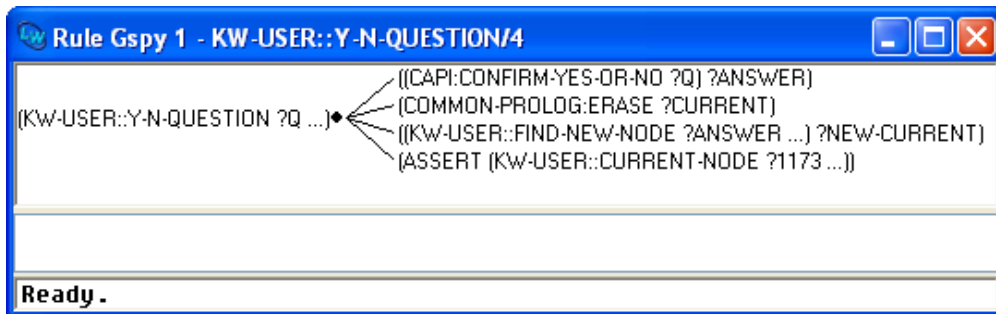 Rule Gspy 1 - KW-USER::Y-N-QUESTION/4
((CAPI:CONFIRM-YES-OR-NO ?Q) ?ANSWER)
(COMMON-PROLOG:ERASE ?CURRENT)
(KW-USER::Y-N-QUESTION ?Q ...)
((KW-USER::FIND-NEW-NODE ?ANSWER ...) ?NEW-CURRENT)
(ASSERT (KW-USER::CURRENT-NODE ?1173 ...))
Ready.